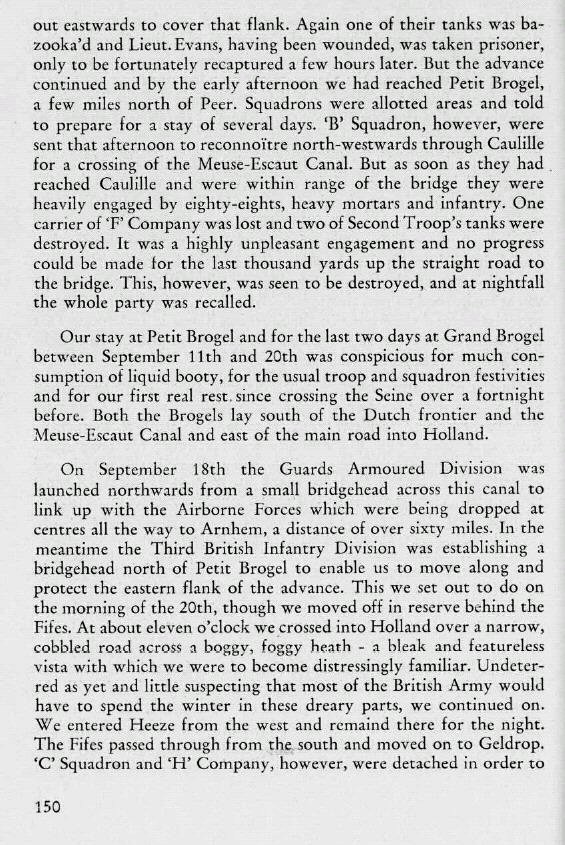 out eastwards to cover that flank. Again one of their tanks was ba-
zooka'd and Lieut. Evans, having been wounded, was taken prisoner,
only to be fortunately recaptured a few hours later. But the advance
continued and by the early afternoon we had reached Petit Brogel,
a few miles north of Peer. Squadrons were allotted areas and told
to prepare for a stay of several days. ‘B’ Squadron, however, were
sent that afternoon to reconnoïtre north-westwards through Caulille
for a crossing of the Meuse-Escaut Canal. But as soon as they had
reached Caulille and were within range of the bridge they were
heavily engaged by eighty-eights, heavy mortars and infantry. One
carrier of ‘F’ Company was lost and two of Second Troop's tanks were
destroyed. It was a highly unpleasant engagement and no progress
could be made for the last thousand yards up the straight road to
the bridge. This, however, was seen to be destroyed, and at nightfall
the whole party was recalled.
Our stay at Petit Brogel and for the last two days at Grand Brogel
between September 11th and 20th was conspicious for much con-
sumption of liquid booty, for the usual troop and squadron festivities
and for our first real rest. since crossing the Seine over a fortnight
before. Both the Brogels lay south of the Dutch frontier and the
Meuse-Escaut Canal and east of the main road into Holland.
On September 18th the Guards Armoured Division was
launched northwards from a small bridgehead across this canal to
link up with the Airborne Forces which were being dropped at
centres all the way to Arnhem, a distance of over sixty miles. In the
meantime the Third British Infantry Division was establishing a
bridgehead north of Petit Brogel to enable us to move along and
protect the eastern flank of the advance. This we set out to do on
the morning of the 20th, though we moved off in reserve behind the
Fifes. At about eleven o'clock we crossed into Holland over a narrow,
cobbled road across a boggy, foggy heath - a bleak and featureless
vista with which we were to become distressingly familiar. Undeter-
red as yet and little suspecting that most of the British Army would
have to spend the winter in these dreary parts, we continued on.
We entered Heeze from the west and remaind there for the night.
The Fifes passed through from the south and moved on to Geldrop.
‘C’ Squadron and ‘H’ Company, however, were detached in order to
150